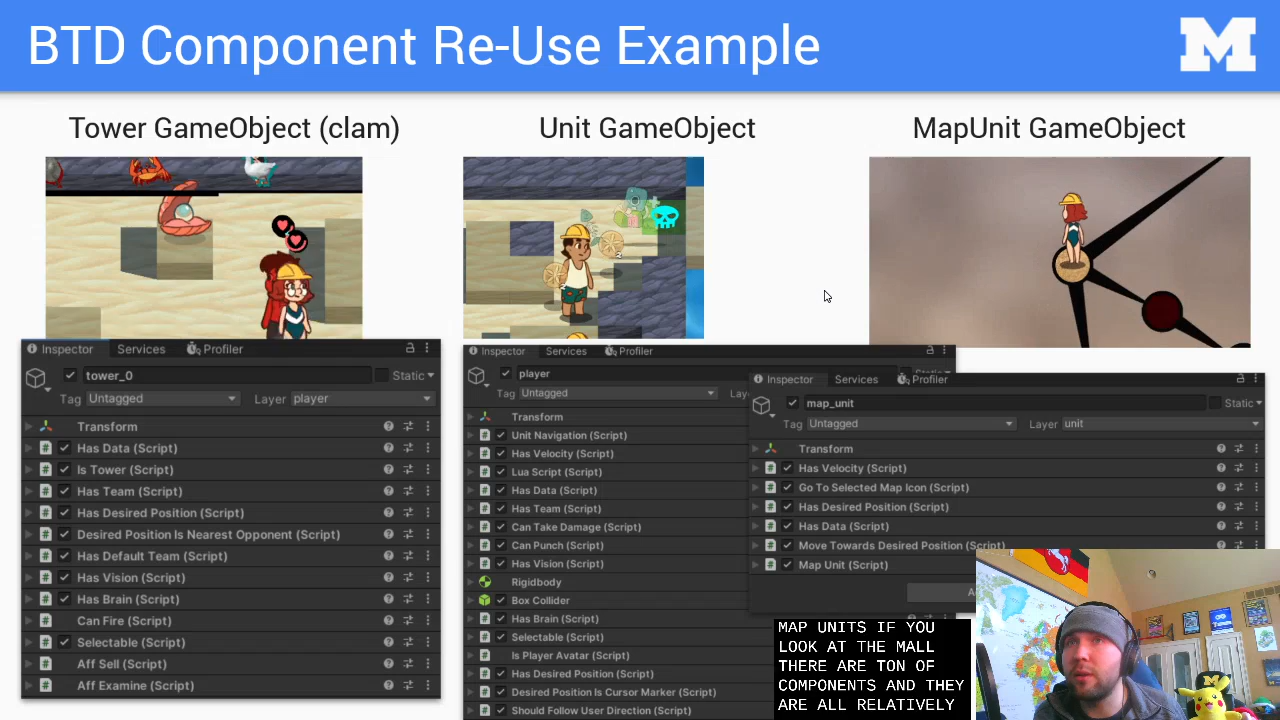 BTD Component Re-Use Example
M
Tower GameObject (clam)
Unit GameObject
MapUnit GameObject
2
2
Inspector Services Profiler
tower_0 Static
Tag Untagged Layer player
Transform
Has Data (Script)
Is Tower (Script)
Has Team (Script)
Has Desired Position (Script)
Desired Position Is Nearest Opponent (Script)
Has Default Team (Script)
Has Vision (Script)
Has Brain (Script)
Can Fire (Script)
Selectable (Script)
Aff Sell (Script)
Aff Examine (Script)
Inspector Services Profiler
player Static
Tag Untagged Lay
Transform
Unit Navigation (Script)
Has Velocity (Script)
Lua Script (Script)
Has Data (Script)
Has Team (Script)
Can Take Damage (Script)
Can Punch (Script)
Has Vision (Script)
Rigidbody
Box Collider
Has Brain (Script)
Selectable (Script)
Is Player Avatar (Script)
Has Desired Position (Script)
Desired Position Is Cursor Marker (Script)
Should Follow User Direction (Script)
Inspector Services Profiler
map_unit Static
Tag Untagged Layer unit
Transform
Has Velocity (Script)
Go To Selected Map Icon (Script)
Has Desired Position (Script)
Has Data (Script)
Move Towards Desired Position (Script)
Map Unit (Script)
A
MAP UNITS IF YOU
LOOK AT THE MALL
THERE ARE TON OF
COMPONENTS AND THEY
ARE ALL RELATIVELY